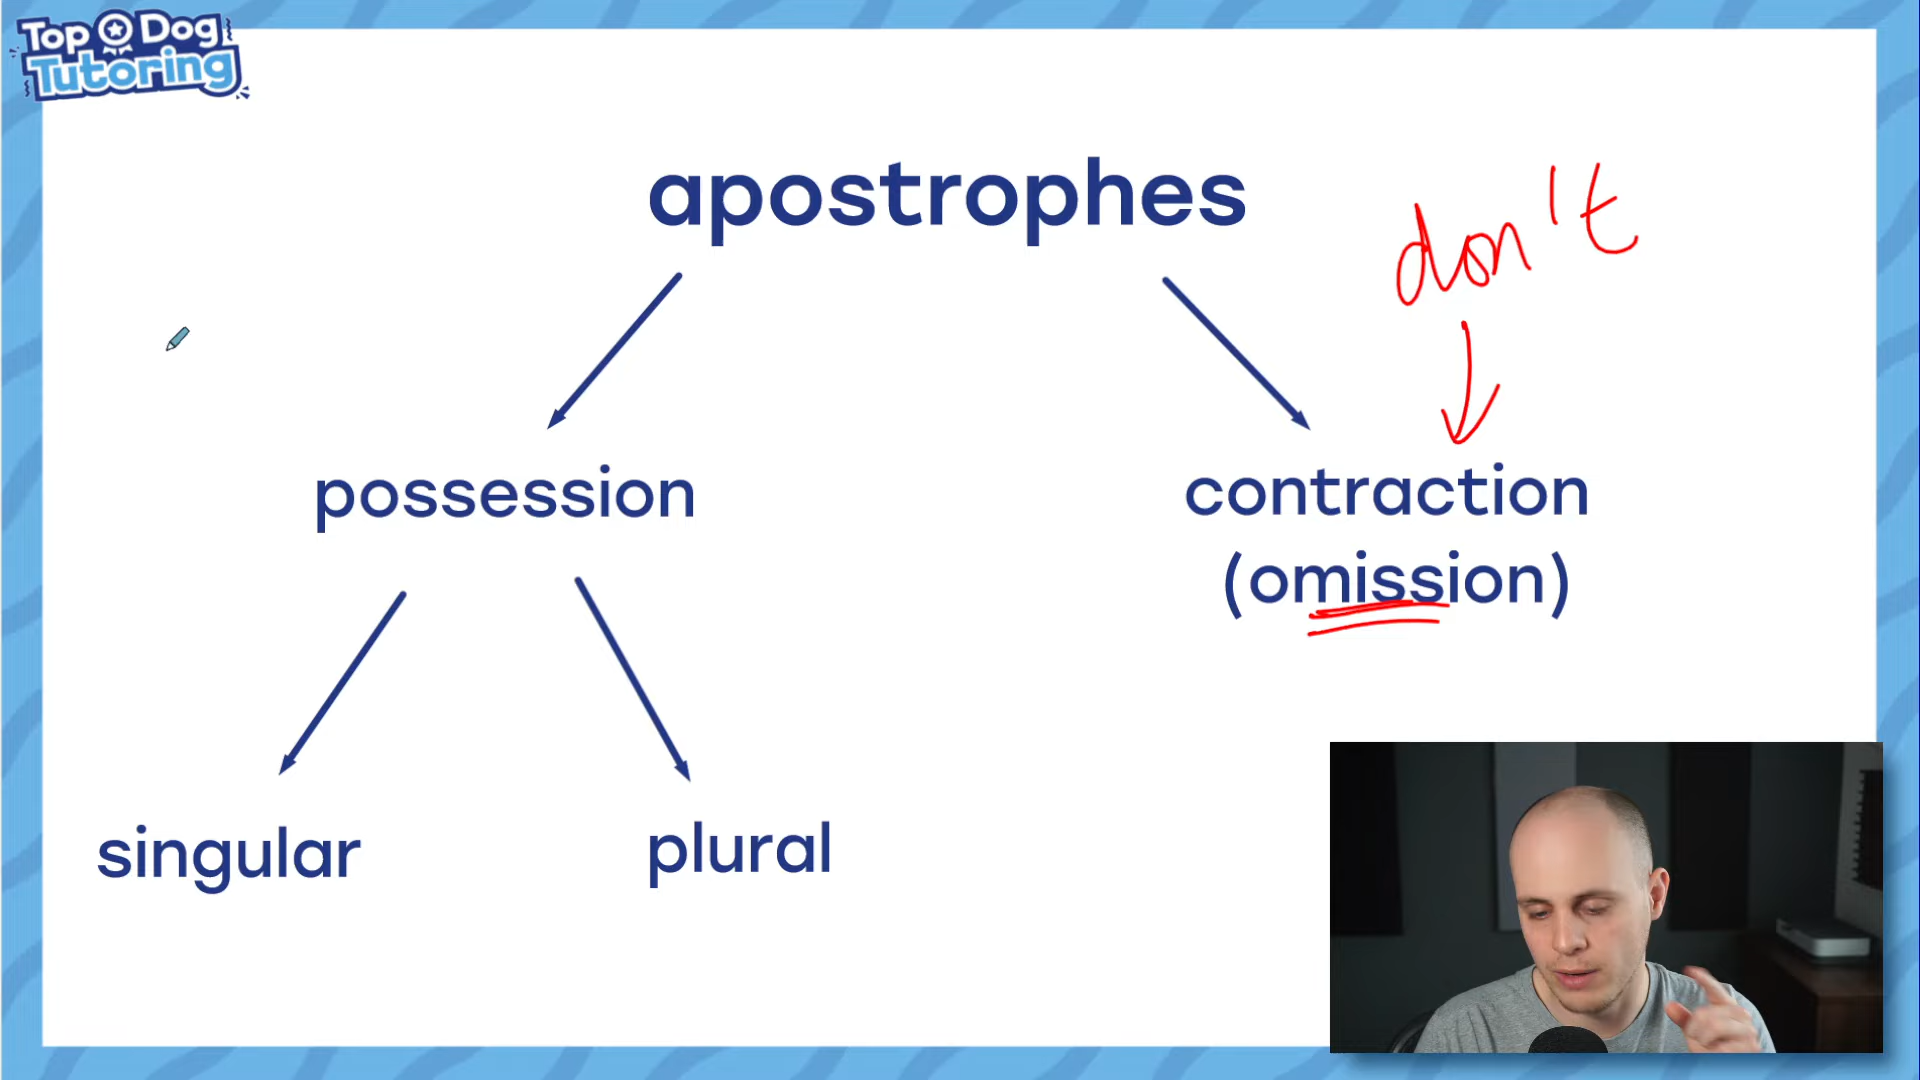 Top Dog
Tutoring
apostrophes
don't
possession
contraction
(omission)
singular
plural